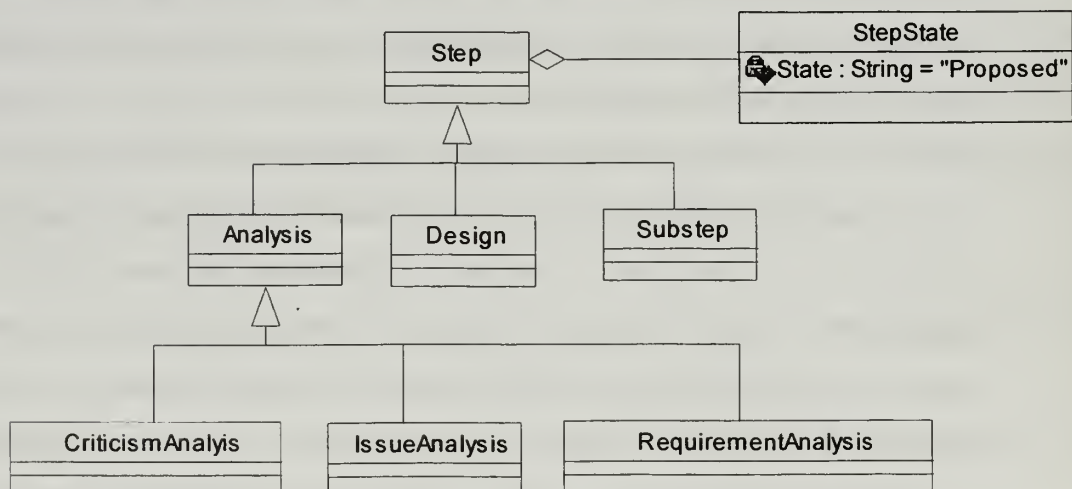 Step
StepState
State : String = "Proposed"
Analysis
Design
Substep
CriticismAnalyis
IssueAnalysis
RequirementAnalysis